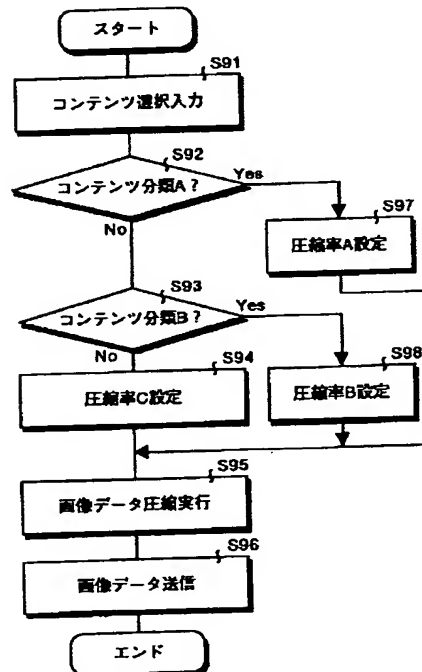 スタート
S91
コンテンツ選択入力
S92
コンテンツ分類A?
Yes
No
S97
圧縮率A設定
S93
コンテンツ分類B?
Yes
No
S94
圧縮率C設定
S98
圧縮率B設定
S95
画像データ圧縮実行
S96
画像データ送信
エンド